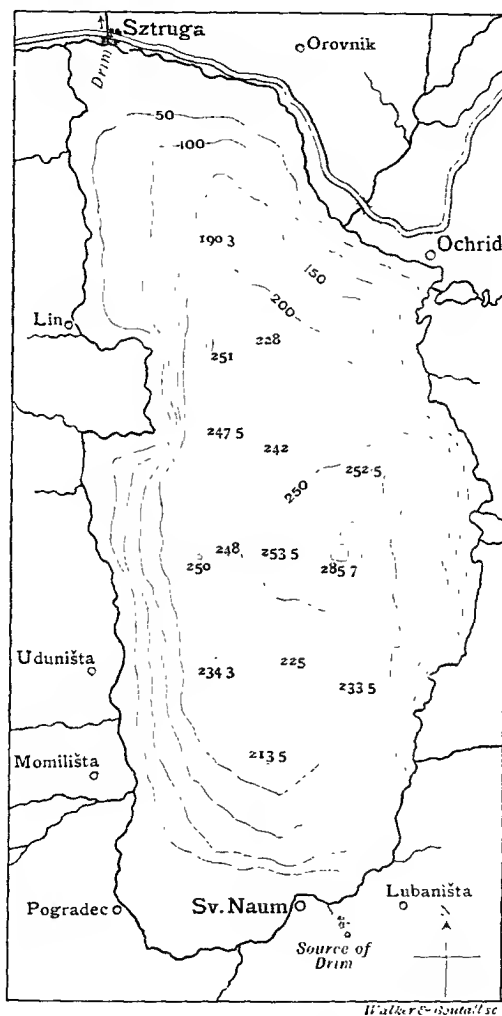 Sztruga
Orovnik
Drim
50
100
190 3
Ochrid
150
200
Lin
228
251
247 5
242
252.5
250
248
253.5
250
285 7
Uduništa
234 3
225
233.5
213 5
Momilišta
Pogradec
Sv. Naum
Lubaništa
N
Source of
Drim
Walker & Boutall sc